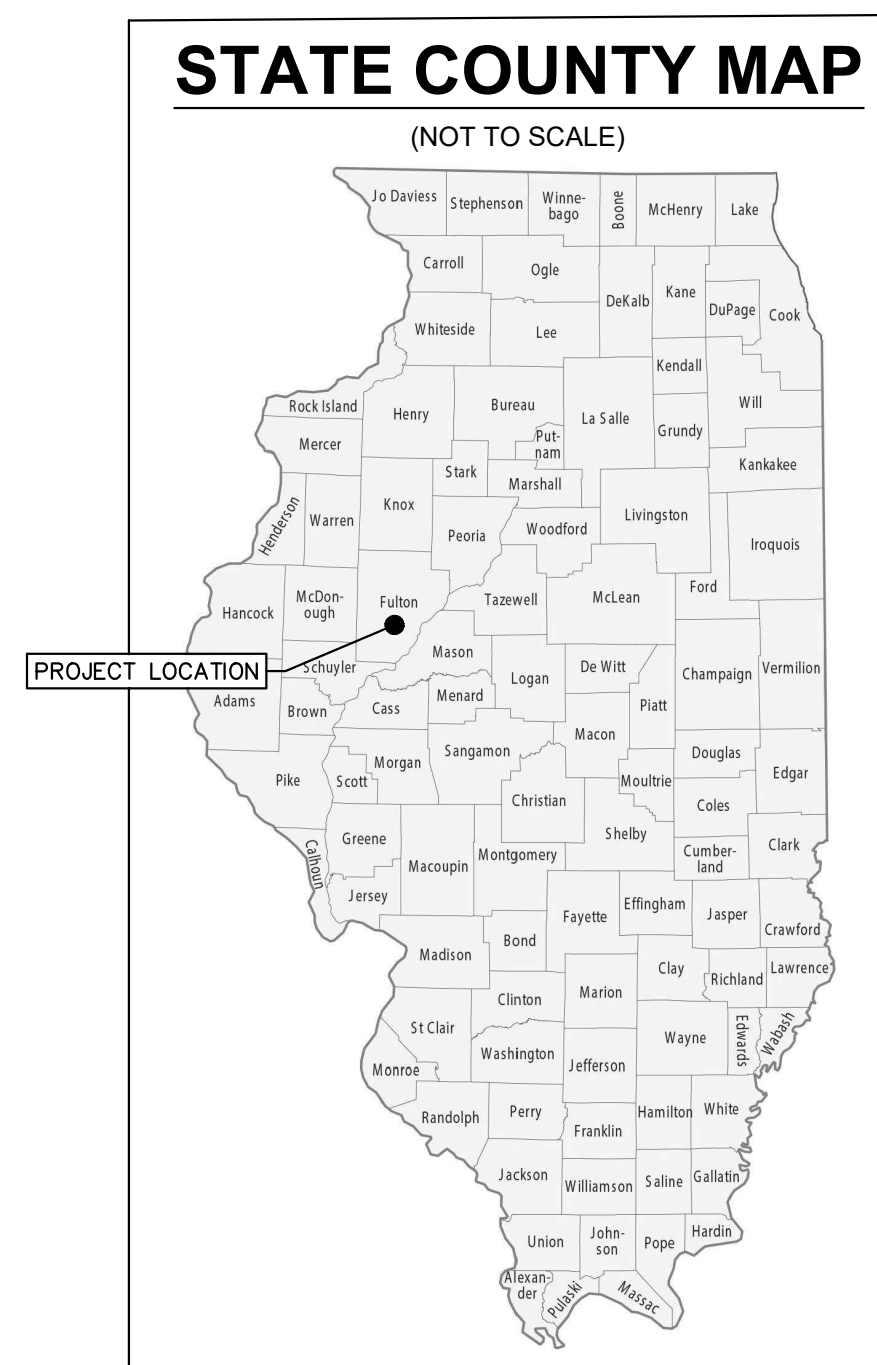 STATE COUNTY MAP
(NOT TO SCALE)
Jo Daviess
Stephenson
Winne-
bago
Boone
McHenry
Lake
Carroll
Ogle
DeKalb
Kane
DuPage
Cook
Whiteside
Lee
Kendall
Rock Island
Henry
Bureau
La Salle
Will
Grundy
Mercer
Put-
nam
Kankakee
Stark
Marshall
Henderson
Warren
Knox
Peoria
Woodford
Livingston
Iroquois
Ford
Hancock
McDon-
ough
Fulton
Tazewell
McLean
PROJECT LOCATION
Schuyler
Mason
Logan
De Witt
Champaign
Vermilion
Adams
Brown
Cass
Menard
Piatt
Macon
Sangamon
Morgan
Scott
Pike
Douglas
Edgar
Moultrie
Christian
Coles
Shelby
Greene
Calhoun
Macoupin
Montgomery
Cumber-
land
Clark
Jersey
Fayette
Effingham
Jasper
Crawford
Madison
Bond
Clay
Richland
Lawrence
Marion
Clinton
St Clair
Wayne
Edwards
Wabash
Washington
Jefferson
Monroe
Randolph
Perry
Hamilton
White
Franklin
Jackson
Williamson
Saline
Gallatin
Union
John-
son
Pope
Hardin
Alexan-
der
Pulaski
Massac